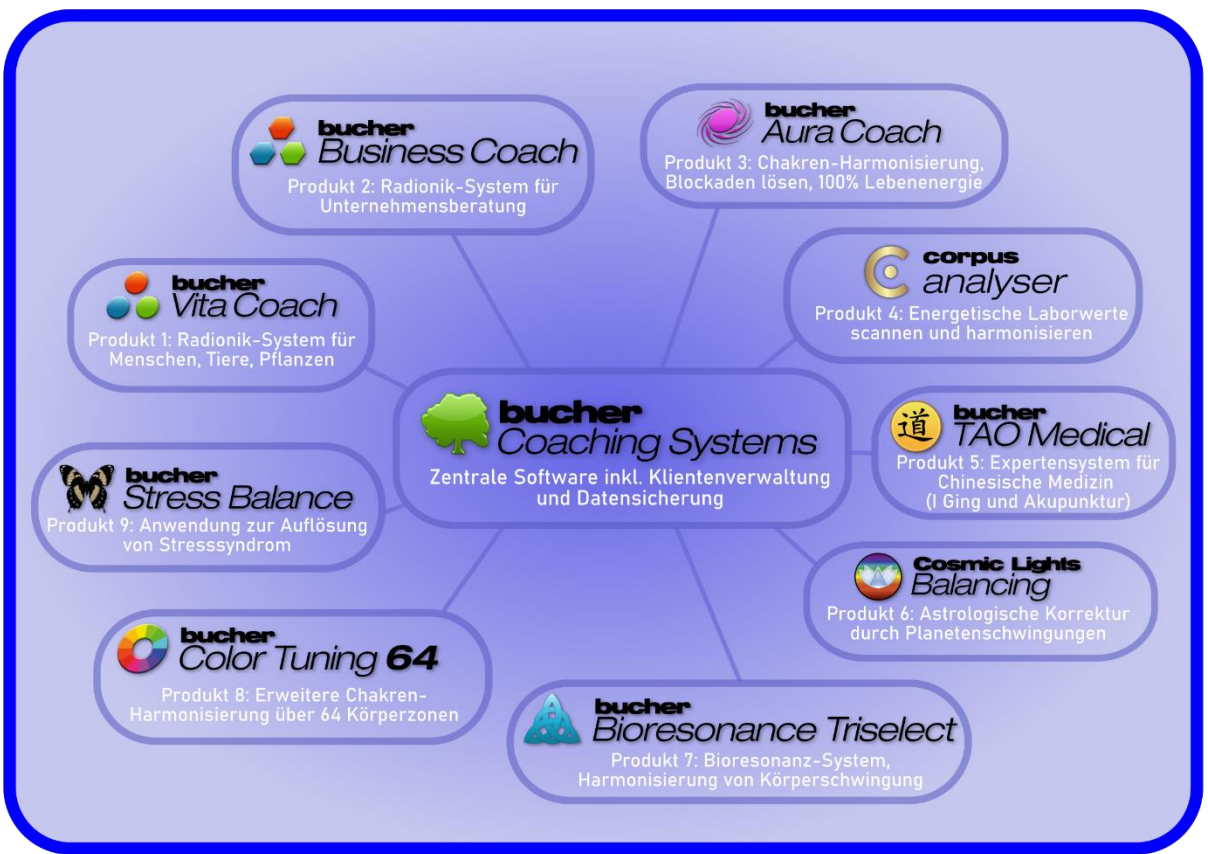 bucher
Business Coach
Produkt 2: Radionik-System für
Unternehmensberatung
bucher
Aura Coach
Produkt 3: Chakren-Harmonisierung,
Blockaden lösen, 100% Lebenenergie
bucher
Vita Coach
Produkt 1: Radionik-System für
Menschen, Tiere, Pflanzen
corpus
analyser
Produkt 4: Energetische Laborwerte
scannen und harmonisieren
bucher
Coaching Systems
Zentrale Software inkl. Klientenverwaltung
und Datensicherung
道
bucher
TAO Medical
Produkt 5: Expertensystem für
Chinesische Medizin
(I Ging und Akupunktur)
bucher
Stress Balance
Produkt 9: Anwendung zur Auflösung
von Stresssyndrom
Cosmic Lights
Balancing
Produkt 6: Astrologische Korrektur
durch Planetenschwingungen
bucher
Color Tuning 64
Produkt 8: Erweitere Chakren-
Harmonisierung über 64 Körperzonen
bucher
Bioresonance Triselect
Produkt 7: Bioresonanz-System,
Harmonisierung von Körperschwingung